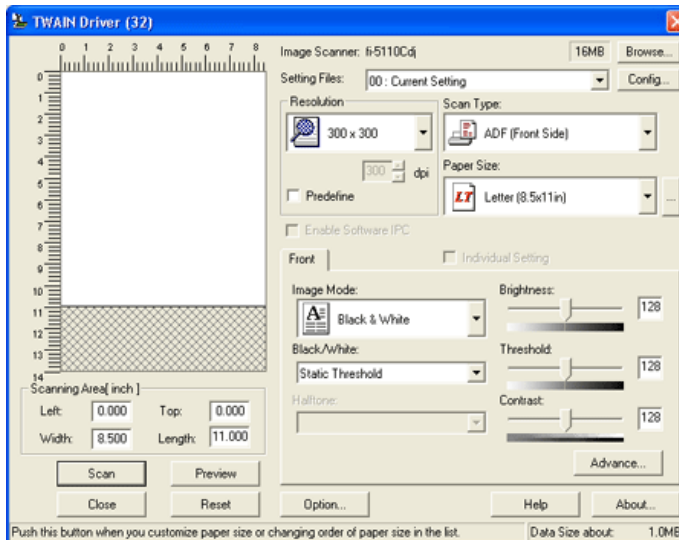 TWAIN Driver (32)
0 1 2 3 4 5 6 7 8
0
1
2
3
4
5
6
7
8
9
10
11
12
13
14
Image Scanner: fi-5110Cdj
16MB
Browse...
Setting Files:
00 : Current Setting
Config...
Resolution
300 x 300
300 dpi
Predefine
Scan Type:
ADF (Front Side)
Paper Size:
LT Letter (8.5x11in)
...
Enable Software IPC
Front
Individual Setting
Image Mode:
Black & White
Black/White:
Static Threshold
Halftone:
Brightness:
128
Threshold:
128
Contrast:
128
Advance...
Scanning Area[ inch ]
Left: 0.000 Top: 0.000
Width: 8.500 Length: 11.000
Scan Preview
Close Reset Option... Help About...
Push this button when you customize paper size or changing order of paper size in the list.
Data Size about: 1.0MB